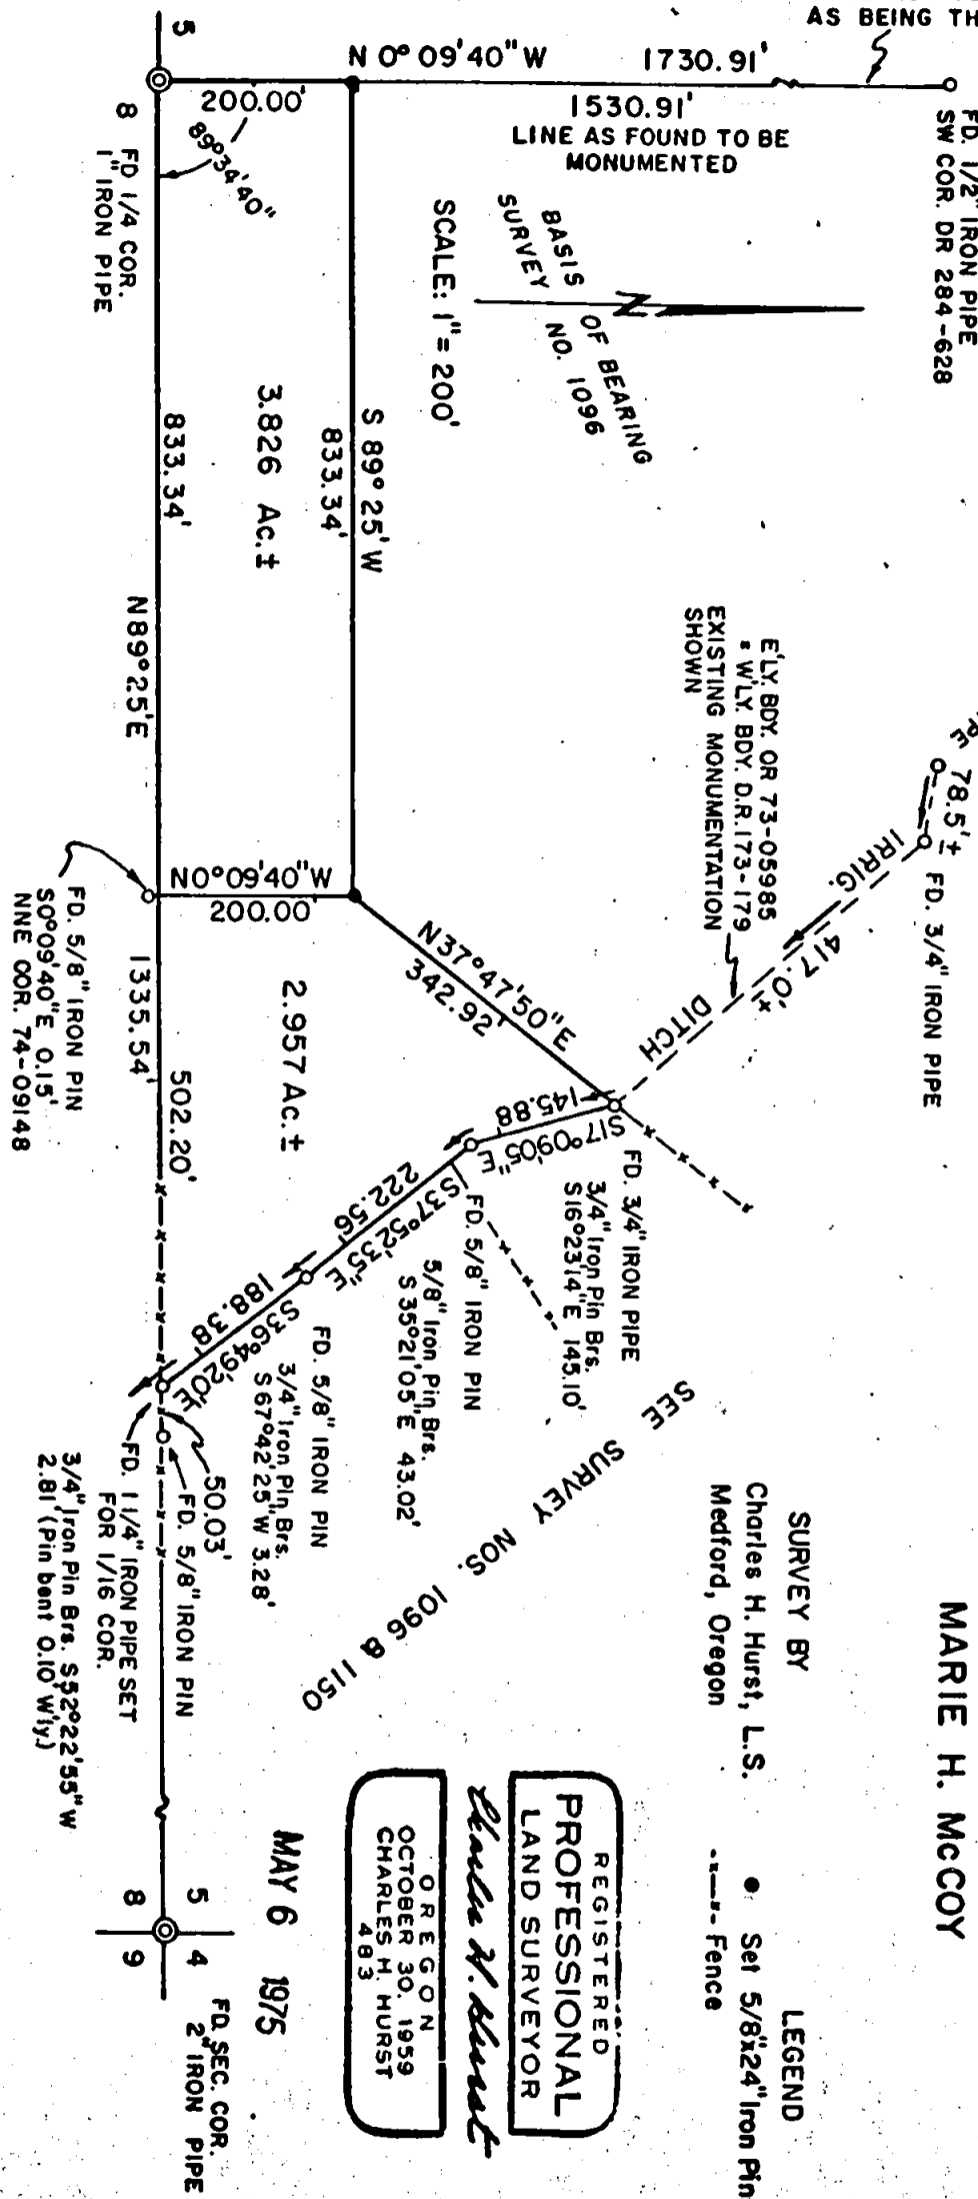 AS BEING TH
N 0° 09' 40" W
1730.91'
1530.91'
LINE AS FOUND TO BE
MONUMENTED
FD. 1/2" IRON PIPE
SW COR. DR 284-628
5
8
200.00'
89°34'40"
FD 1/4 COR.
1" IRON PIPE
BASIS OF BEARING
SURVEY NO. 1096
N
SCALE: 1" = 200'
S 89° 25' W
833.34'
3.826 Ac.±
833.34'
N89°25'E
E'LY. BDY. OR 73-05985
& W'LY. BDY. D.R. 173-179
EXISTING MONUMENTATION
SHOWN
PE
78.5'±
FD. 3/4" IRON PIPE
IRRIG.
DITCH
417.0'±
N0°09'40"W
200.00'
FD. 5/8" IRON PIN
S0°09'40"E 0.15'
NNE COR. 74-09148
N37°47'50"E
342.92'
2.957 Ac.±
1335.54'
502.20'
145.88'
S17°09'05"E
FD. 3/4" IRON PIPE
3/4" Iron Pin Brs.
S16°23'14"E 145.10'
222.56'
S37°52'35"E
FD. 5/8" IRON PIN
5/8" Iron Pin Brs.
S 35°21'05"E 43.02'
188.38'
S36°49'20"E
FD. 5/8" IRON PIN
3/4" Iron Pin Brs.
S 67°42'25"W 3.28'
50.03'
FD. 5/8" IRON PIN
FD. 1 1/4" IRON PIPE SET
FOR 1/16 COR.
3/4" Iron Pin Brs. S52°22'55"W
2.81' (Pin bent 0.10' W'ly.)
SEE SURVEY NOS. 1096 & 1150
MARIE H. McCOY
SURVEY BY
Charles H. Hurst, L.S.
Medford, Oregon
LEGEND
Set 5/8"x24" Iron Pin
Fence
REGISTERED
PROFESSIONAL
LAND SURVEYOR
Charles H. Hurst
OREGON
OCTOBER 30, 1959
CHARLES H. HURST
483
MAY 6 1975
5
4
8
9
FD. SEC. COR.
2" IRON PIPE